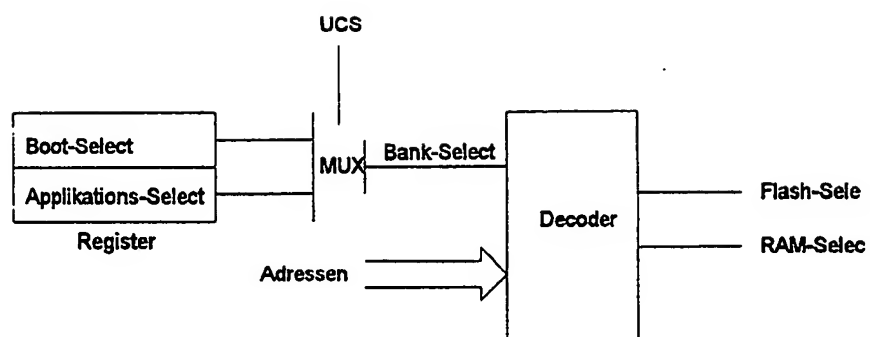 UCS
Boot-Select
Applikations-Select
Register
MUX
Bank-Select
Adressen
Decoder
Flash-Sele
RAM-Selec